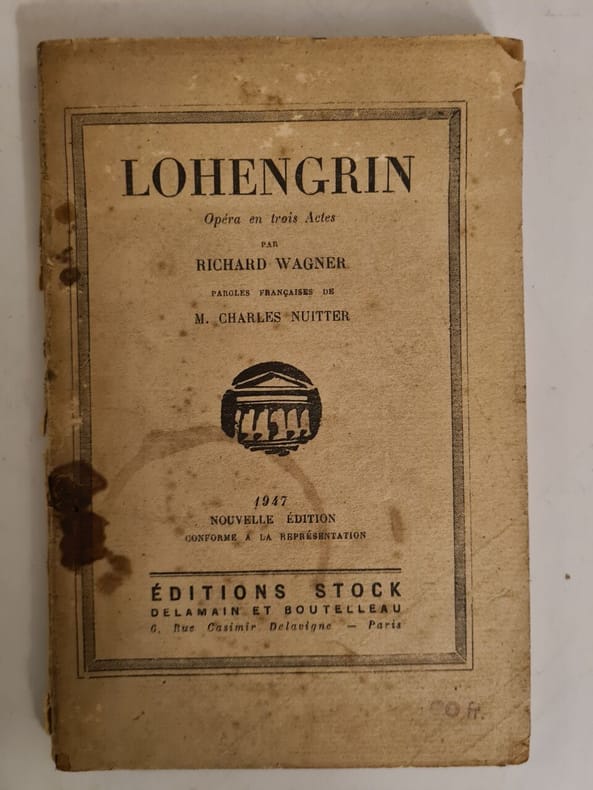 LOHENGRIN
Opéra en trois Actes
PAR
RICHARD WAGNER
PAROLES FRANÇAISES DE
M. CHARLES NUITTER
1947
NOUVELLE ÉDITION
CONFORME A LA REPRÉSENTATION
ÉDITIONS STOCK
DELAMAIN ET BOUTELLEAU
6, Rue Casimir Delavigne — Paris
fr.